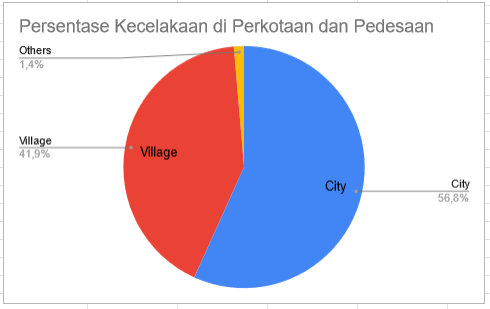 Persentase Kecelakaan di Perkotaan dan Pedesaan
Others
1,4%
Village
41,9%
Village
City
City
56,8%